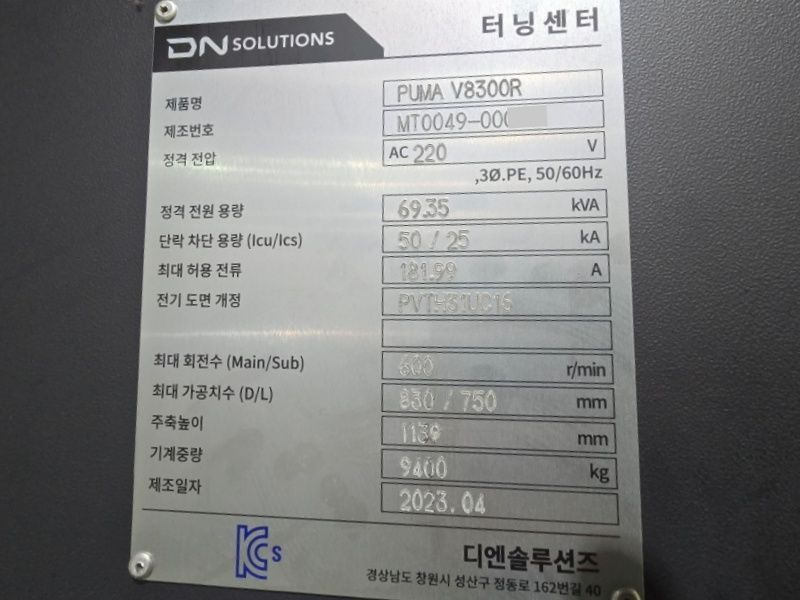 DN SOLUTIONS 터닝센터
제품명 PUMA V8300R
제조번호 MT0049-000
정격 전압 AC 220 V
,3Ø.PE, 50/60Hz
정격 전원 용량 69.35 kVA
단락 차단 용량 (Icu/Ics) 50 / 25 kA
최대 허용 전류 181.99 A
전기 도면 개정 PVTH31UC16
최대 회전수 (Main/Sub) 600 r/min
최대 가공치수 (D/L) 830 / 750 mm
주축높이 1139 mm
기계중량 9400 kg
제조일자 2023.04
KCs
디엔솔루션즈
경상남도 창원시 성산구 정동로 162번길 40